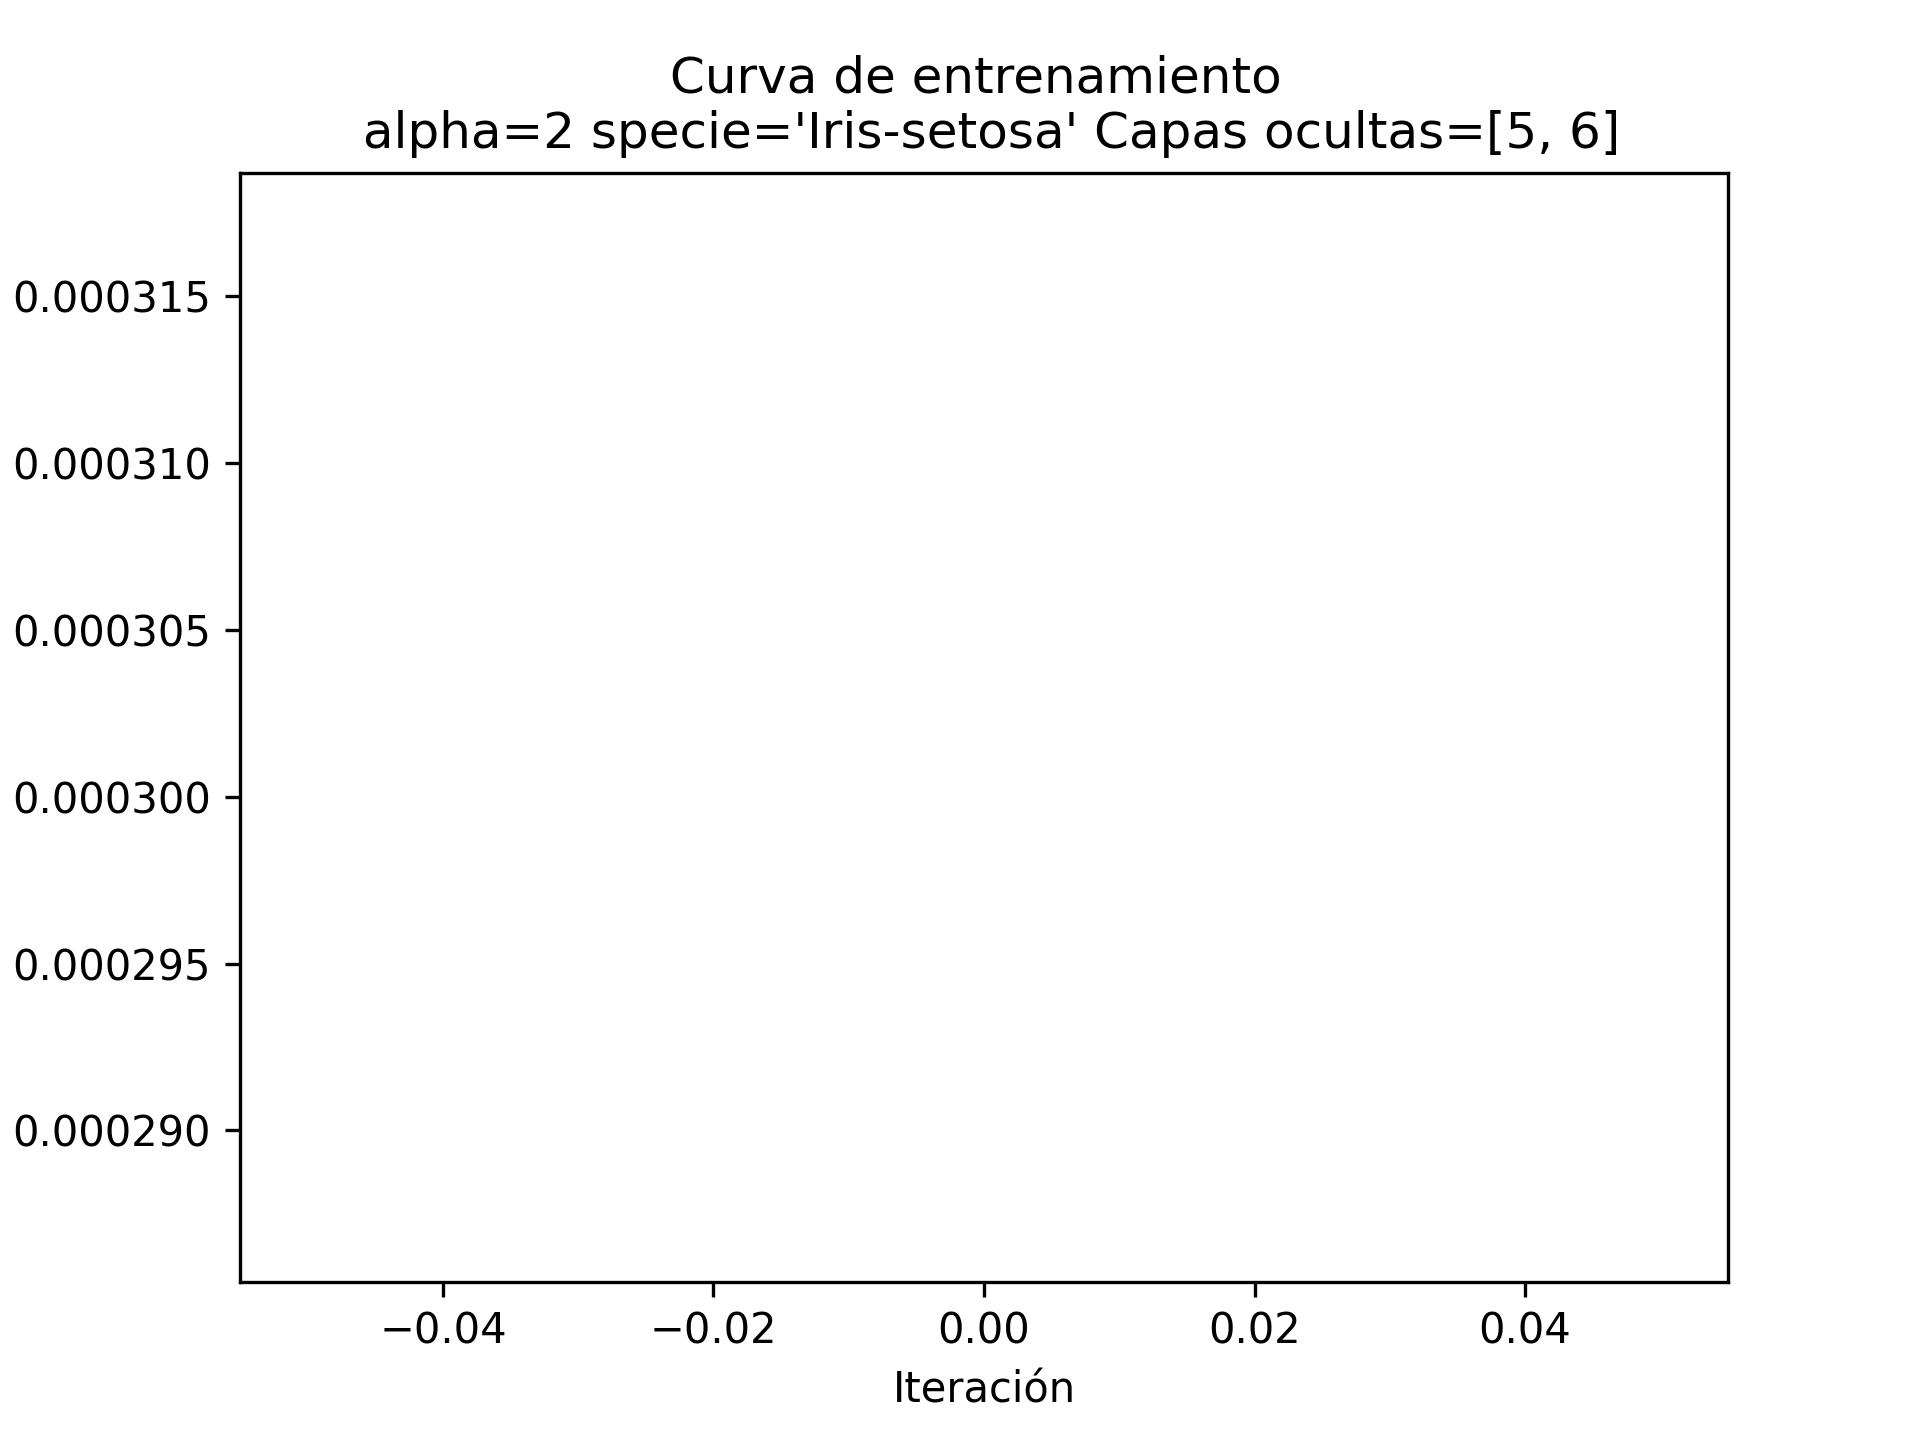 Curva de entrenamiento
alpha=2 specie='Iris-setosa' Capas ocultas=[5, 6]
0.000315
0.000310
0.000305
0.000300
0.000295
0.000290
−0.04 −0.02 0.00 0.02 0.04
Iteración